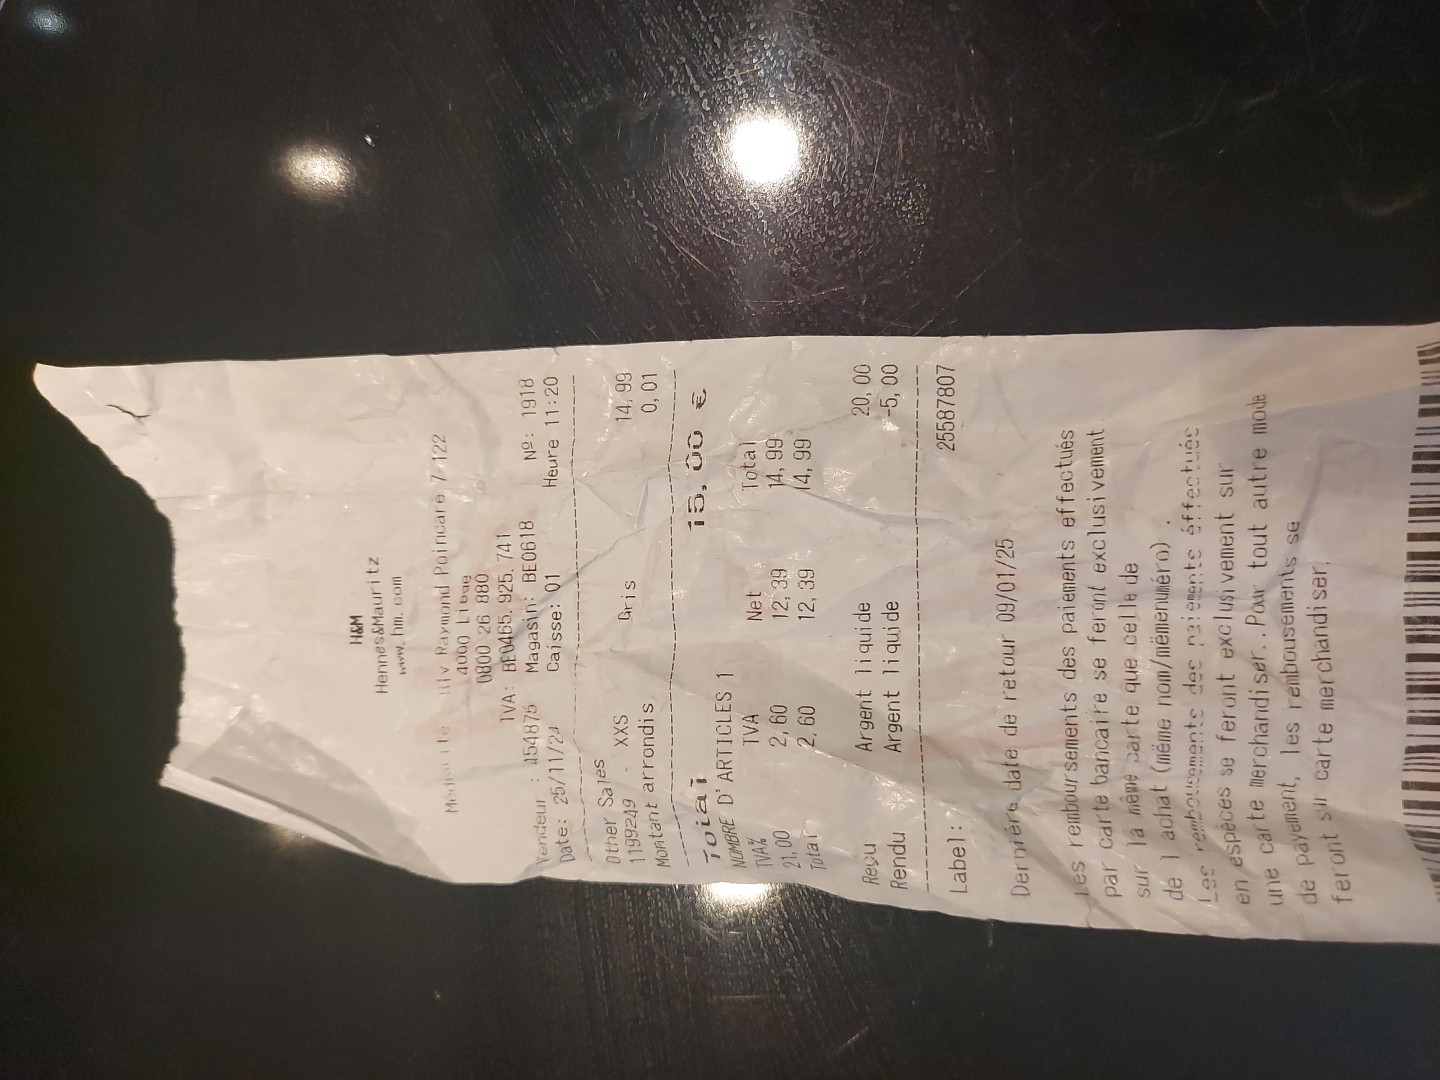 H&M
Hennes&Mauritz
www.hm.com
Blv Raymond Poincaré 7-122
4000 Liège
0800 26 880
TVA: BE0465.925.741
Vendeur : 454875 Magasin: BE0618 Nº: 1918
Date: 25/11/24 Caisse: 01 Heure 11:20
Other Sales
1199249 XXS Gris 14,99
Montant arrondis 0,01
Total 15,00 €
NOMBRE D'ARTICLES 1
TVA% TVA Net Total
21,00 2,60 12,39 14,99
Total 2,60 12,39 14,99
Reçu Argent liquide 20,00
Rendu Argent liquide -5,00
Label: 25587807
Dernière date de retour 09/01/25
Les remboursements des paiements effectués
par carte bancaire se feront exclusivement
sur la même carte que celle de
l achat (même nom/mêmenuméro).
Les remboursements des paiements effectués
en espèces se feront exclusivement sur
une carte merchandiser..Pour tout autre mode
de payement, les remboursements se
feront sur carte merchandiser.